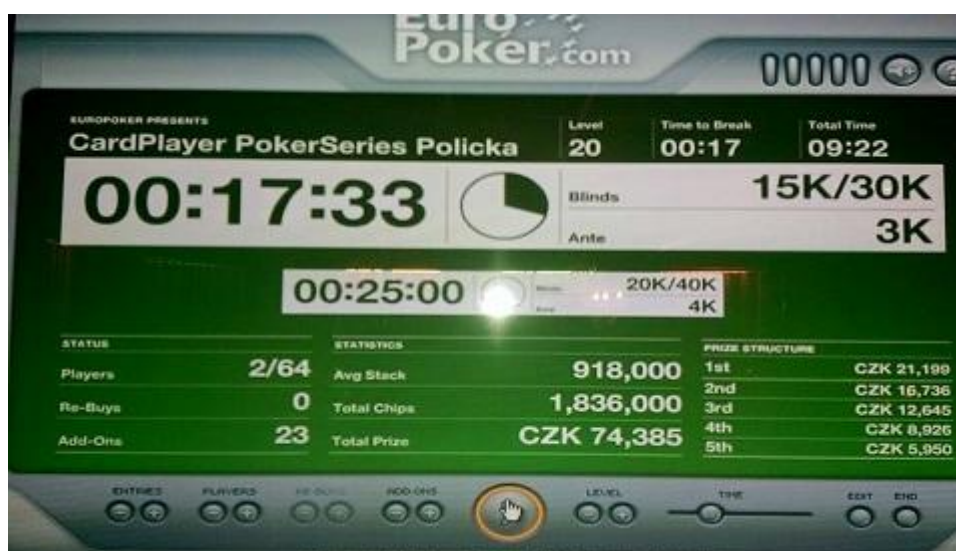 Euro
Poker.com
EUROPOKER PRESENTS
CardPlayer PokerSeries Policka
Level
20
Time to Break
00:17
Total Time
09:22
00:17:33
Blinds 15K/30K
Ante 3K
00:25:00
Blinds 20K/40K
Ante 4K
STATUS
Players 2/64
Re-Buys 0
Add-Ons 23
STATISTICS
Avg Stack 918,000
Total Chips 1,836,000
Total Prize CZK 74,385
PRIZE STRUCTURE
1st CZK 21,199
2nd CZK 16,736
3rd CZK 12,645
4th CZK 8,926
5th CZK 5,950
ENTRIES PLAYERS RE-BUYS ADD-ONS LEVEL TIME EDIT END